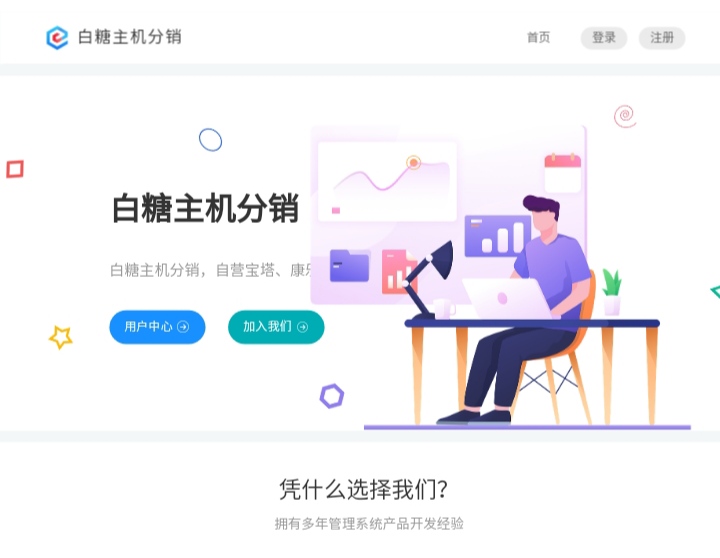 白糖主机分销
首页
登录
注册
白糖主机分销
白糖主机分销，自营宝塔、康
用户中心
加入我们
凭什么选择我们？
拥有多年管理系统产品开发经验